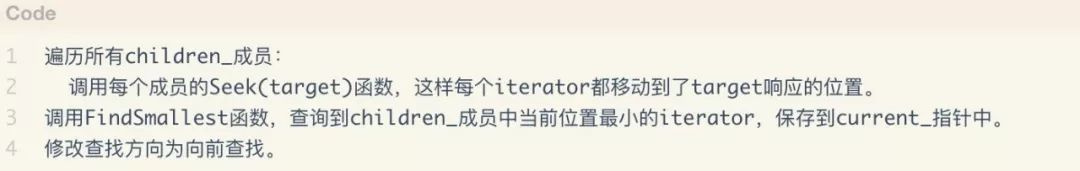 Code
1 遍历所有children_成员:
2 调用每个成员的Seek(target)函数，这样每个iterator都移动到了target响应的位置。
3 调用FindSmallest函数，查询到children_成员中当前位置最小的iterator，保存到current_指针中。
4 修改查找方向为向前查找。